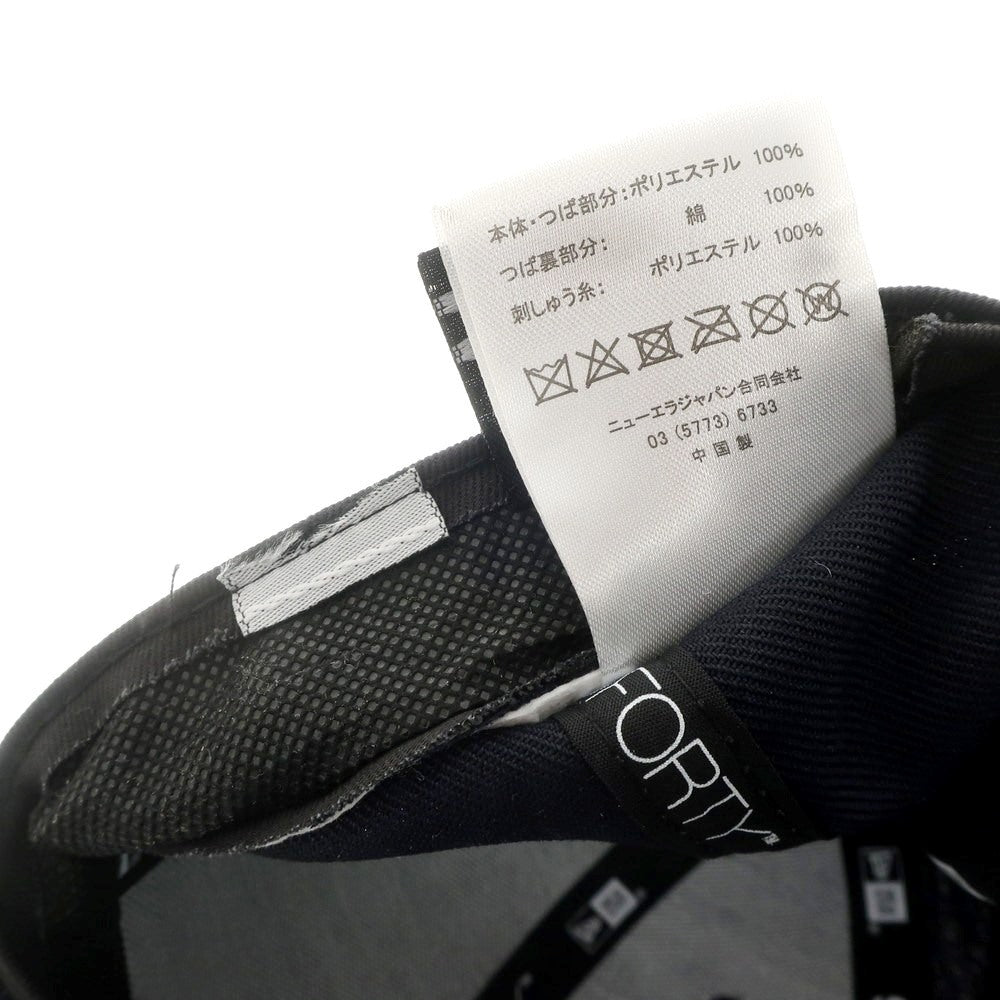 本体・つば部分：ポリエステル 100%
つば裏部分： 綿 100%
刺しゅう糸： ポリエステル 100%
ニューエラジャパン合同会社
03 (5773) 6733
中国製
FORTY